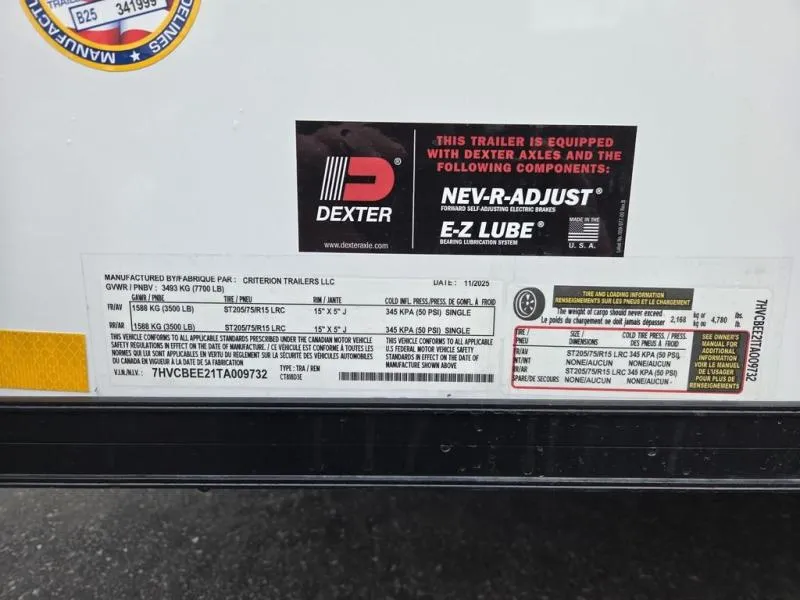 TRAILE
B25 341999
MANUFACTU
DELINES
THIS TRAILER IS EQUIPPED
WITH DEXTER AXLES AND THE
FOLLOWING COMPONENTS:
DEXTER®
www.dexteraxle.com
NEV-R-ADJUST®
FORWARD SELF-ADJUSTING ELECTRIC BRAKES
E-Z LUBE®
BEARING LUBRICATION SYSTEM
MADE IN THE
U. S. A.
MANUFACTURED BY/FABRIQUE PAR : CRITERION TRAILERS LLC DATE : 11/2025
GVWR / PNBV : 3493 KG (7700 LB)
GAWR / PNBE TIRE / PNEU RIM / JANTE COLD INFL. PRESS./PRESS. DE GONFL. À FROID
FR/AV 1588 KG (3500 LB) ST205/75/R15 LRC 15" X 5" J 345 KPA (50 PSI) SINGLE
RR/AR 1588 KG (3500 LB) ST205/75/R15 LRC 15" X 5" J 345 KPA (50 PSI) SINGLE
THIS VEHICLE CONFORMS TO ALL APPLICABLE STANDARDS PRESCRIBED UNDER THE CANADIAN MOTOR VEHICLE
SAFETY REGULATIONS IN EFFECT ON THE DATE OF MANUFACTURE. / CE VÉHICULE EST CONFORME À TOUTES LES
NORMES QUI LUI SONT APPLICABLES EN VERTU DU RÈGLEMENT SUR LA SÉCURITÉ DES VÉHICULES AUTOMOBILES
DU CANADA EN VIGUEUR À LA DATE DE SA FABRICATION
THIS VEHICLE CONFORMS TO ALL APPLICABLE
U.S FEDERAL MOTOR VEHICLE SAFETY
STANDARDS IN EFFECT ON THE DATE OF
MANUFACTURE SHOWN ABOVE
V.I.N./N.I.V. : 7HVCBEE21TA009732 TYPE : TRA / REM
TIRE AND LOADING INFORMATION
RENSEIGNEMENTS SUR LES PNEUS ET LE CHARGEMENT
The weight of cargo should never exceed
Le poids du chargement ne doit jamais dépasser
2,168 kg ou 4,780 lbs. lb.
TIRE / PNEU SIZE / DIMENSIONS COLD TIRE PRESS. / PRESS. DES PNEUS À FROID
FR/AV ST205/75/R15 LRC 345 KPA (50 PSI)
INT/INT NONE/AUCUN NONE/AUCUN
RR/AR ST205/75/R15 LRC 345 KPA (50 PSI)
SPARE/DE SECOURS NONE/AUCUN NONE/AUCUN
SEE OWNER'S
MANUAL FOR
ADDITIONAL
INFORMATION
VOIR LE MANUEL
DE L'USAGER
POUR PLUS DE
RENSEIGNEMENTS
7HVCBEE21TA009732